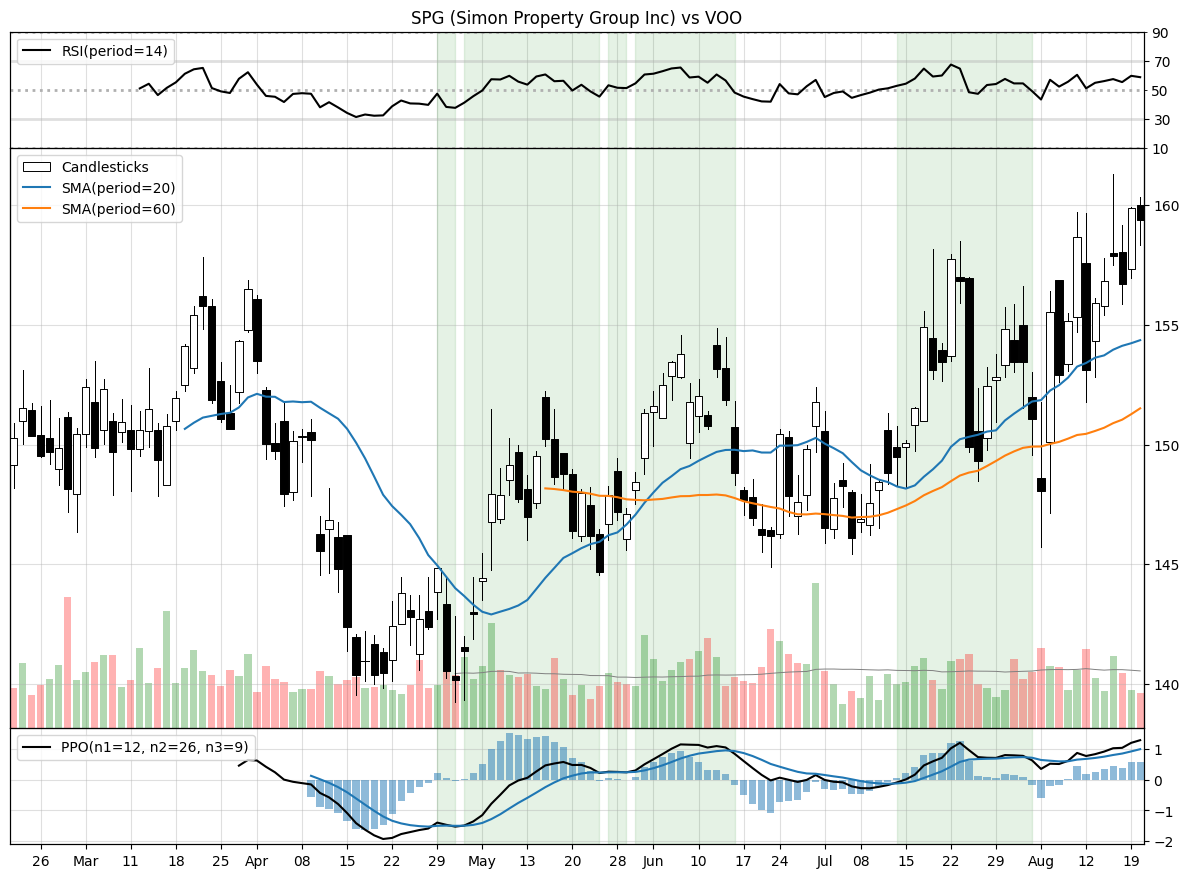 SPG (Simon Property Group Inc) vs VOO
RSI(period=14)
90
70
50
30
10
Candlesticks
SMA(period=20)
SMA(period=60)
160
155
150
145
140
PPO(n1=12, n2=26, n3=9)
1
0
−1
−2
26 Mar 11 18 25 Apr 08 15 22 29 May 13 20 28 Jun 10 17 24 Jul 08 15 22 29 Aug 12 19